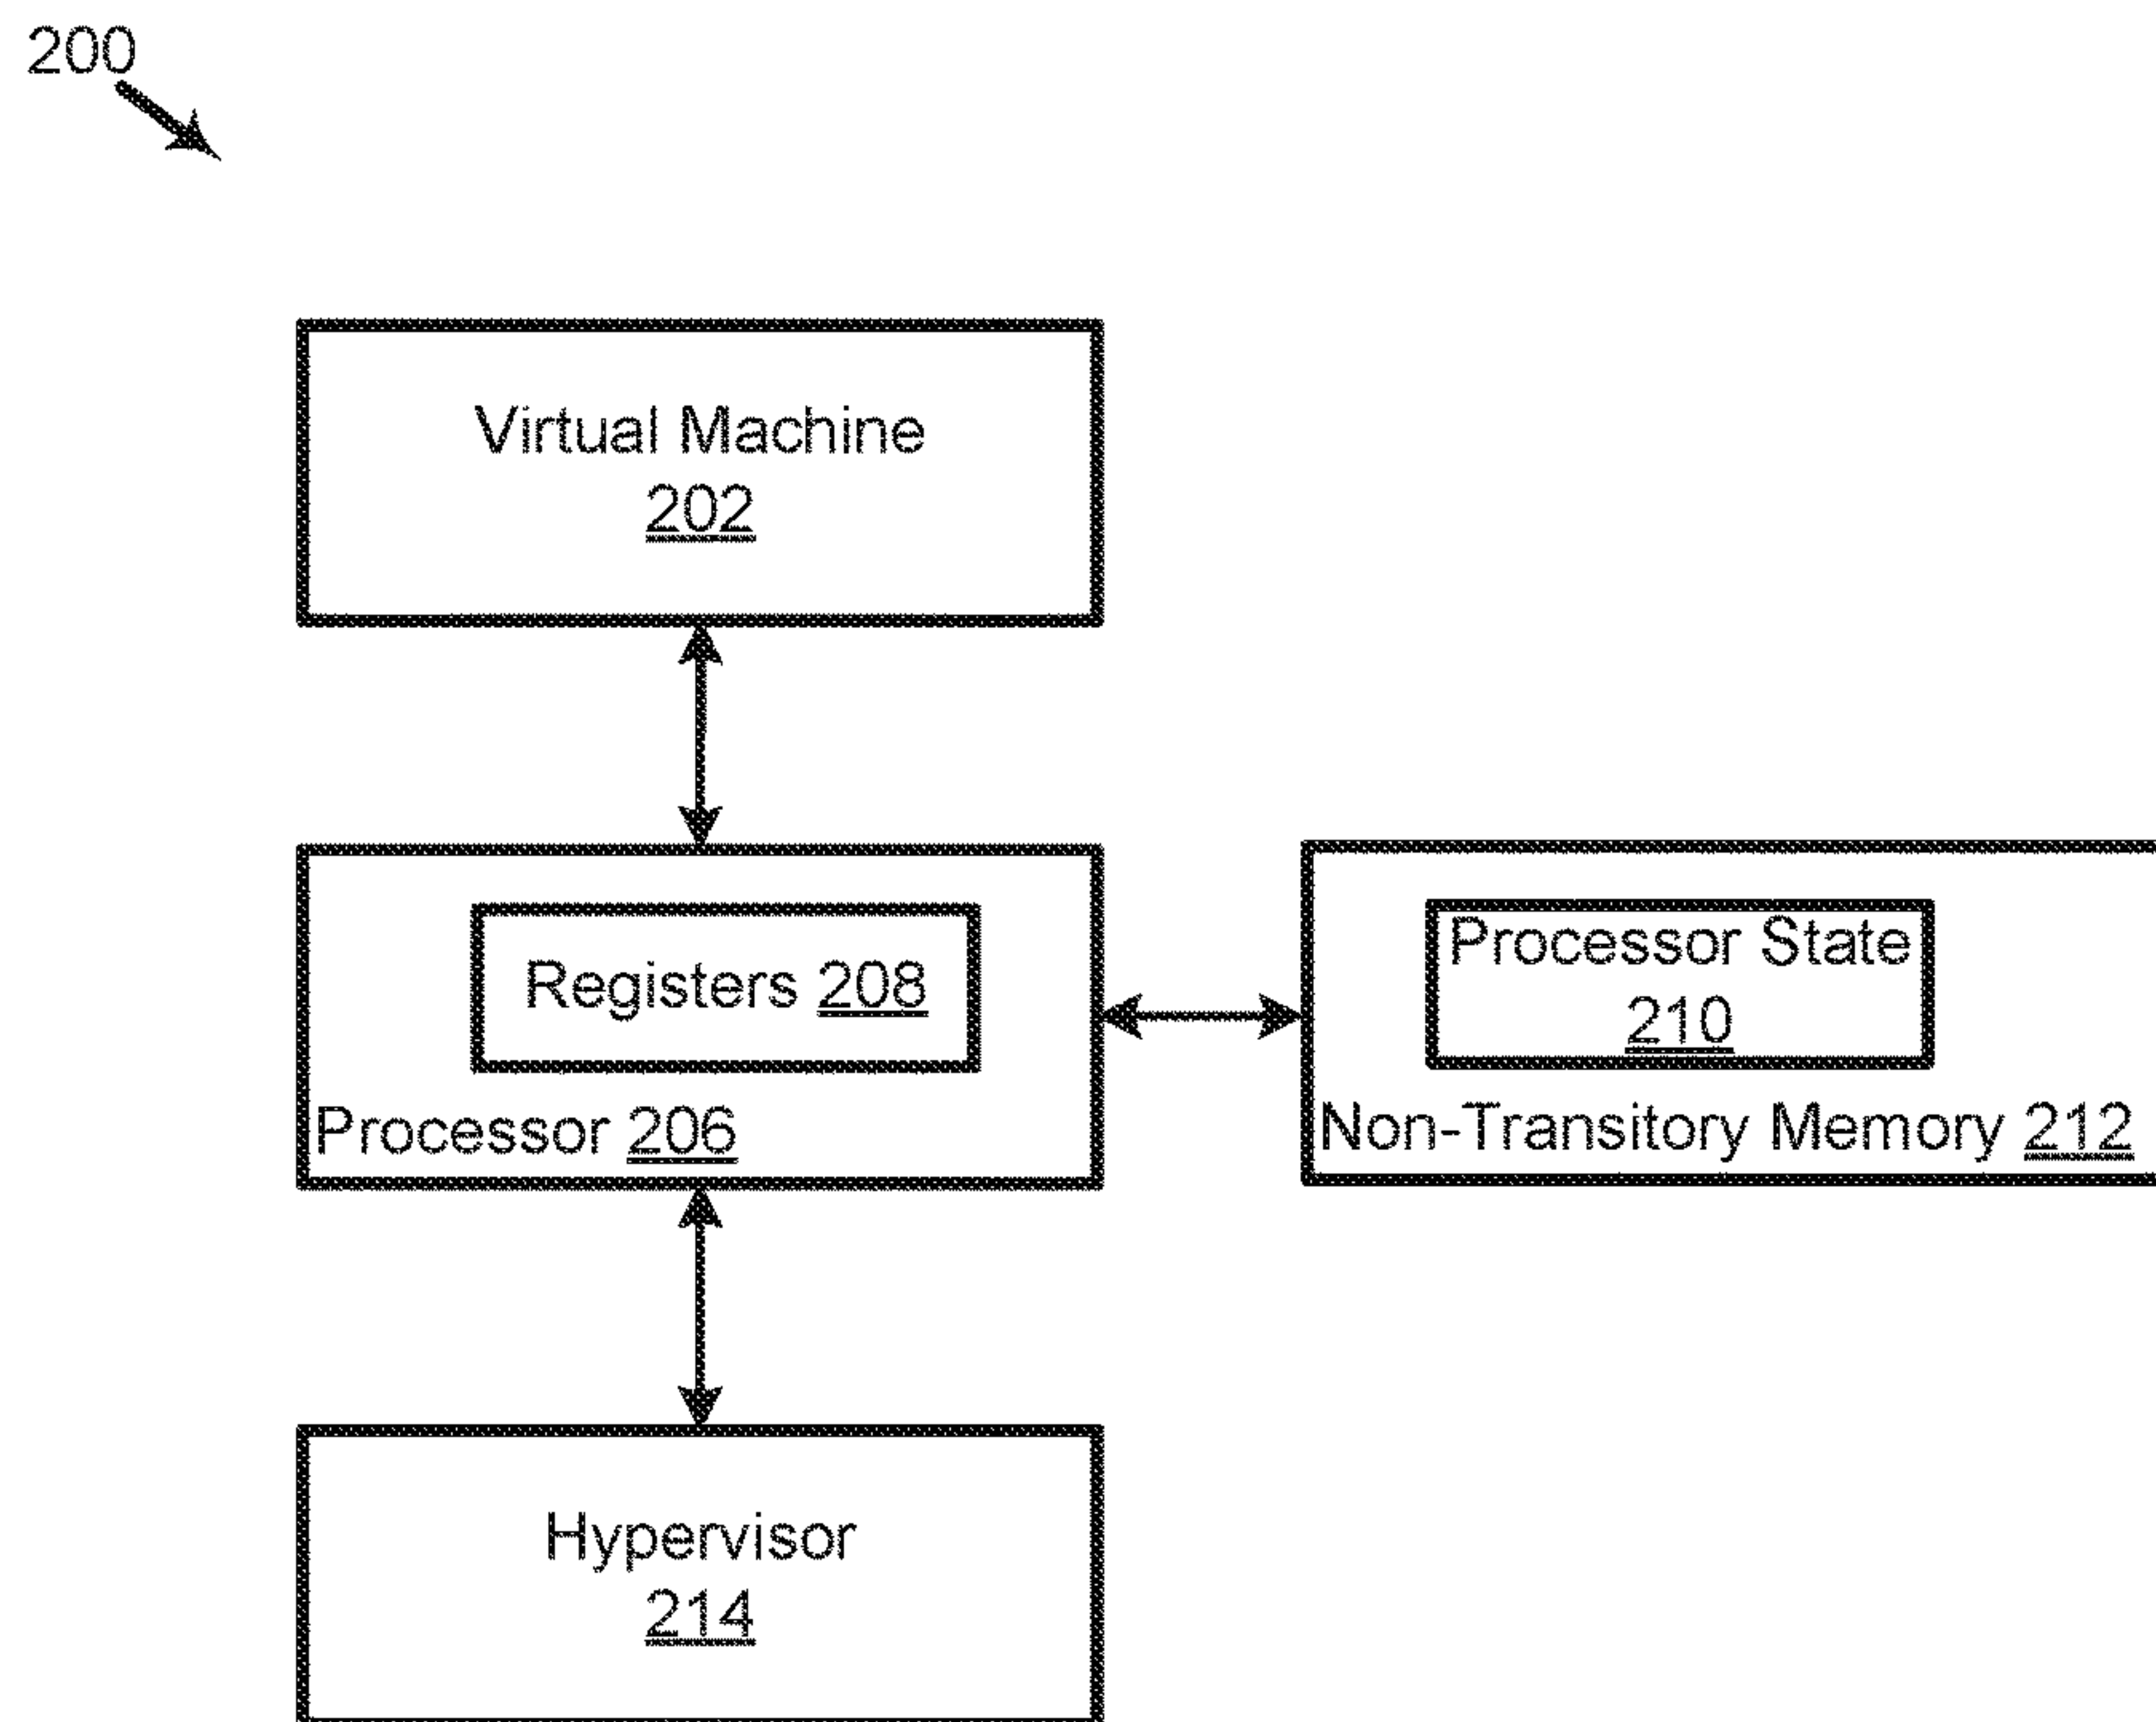 200
Virtual Machine
202
Registers 208
Processor 206
Processor State
210
Non-Transitory Memory 212
Hypervisor
214